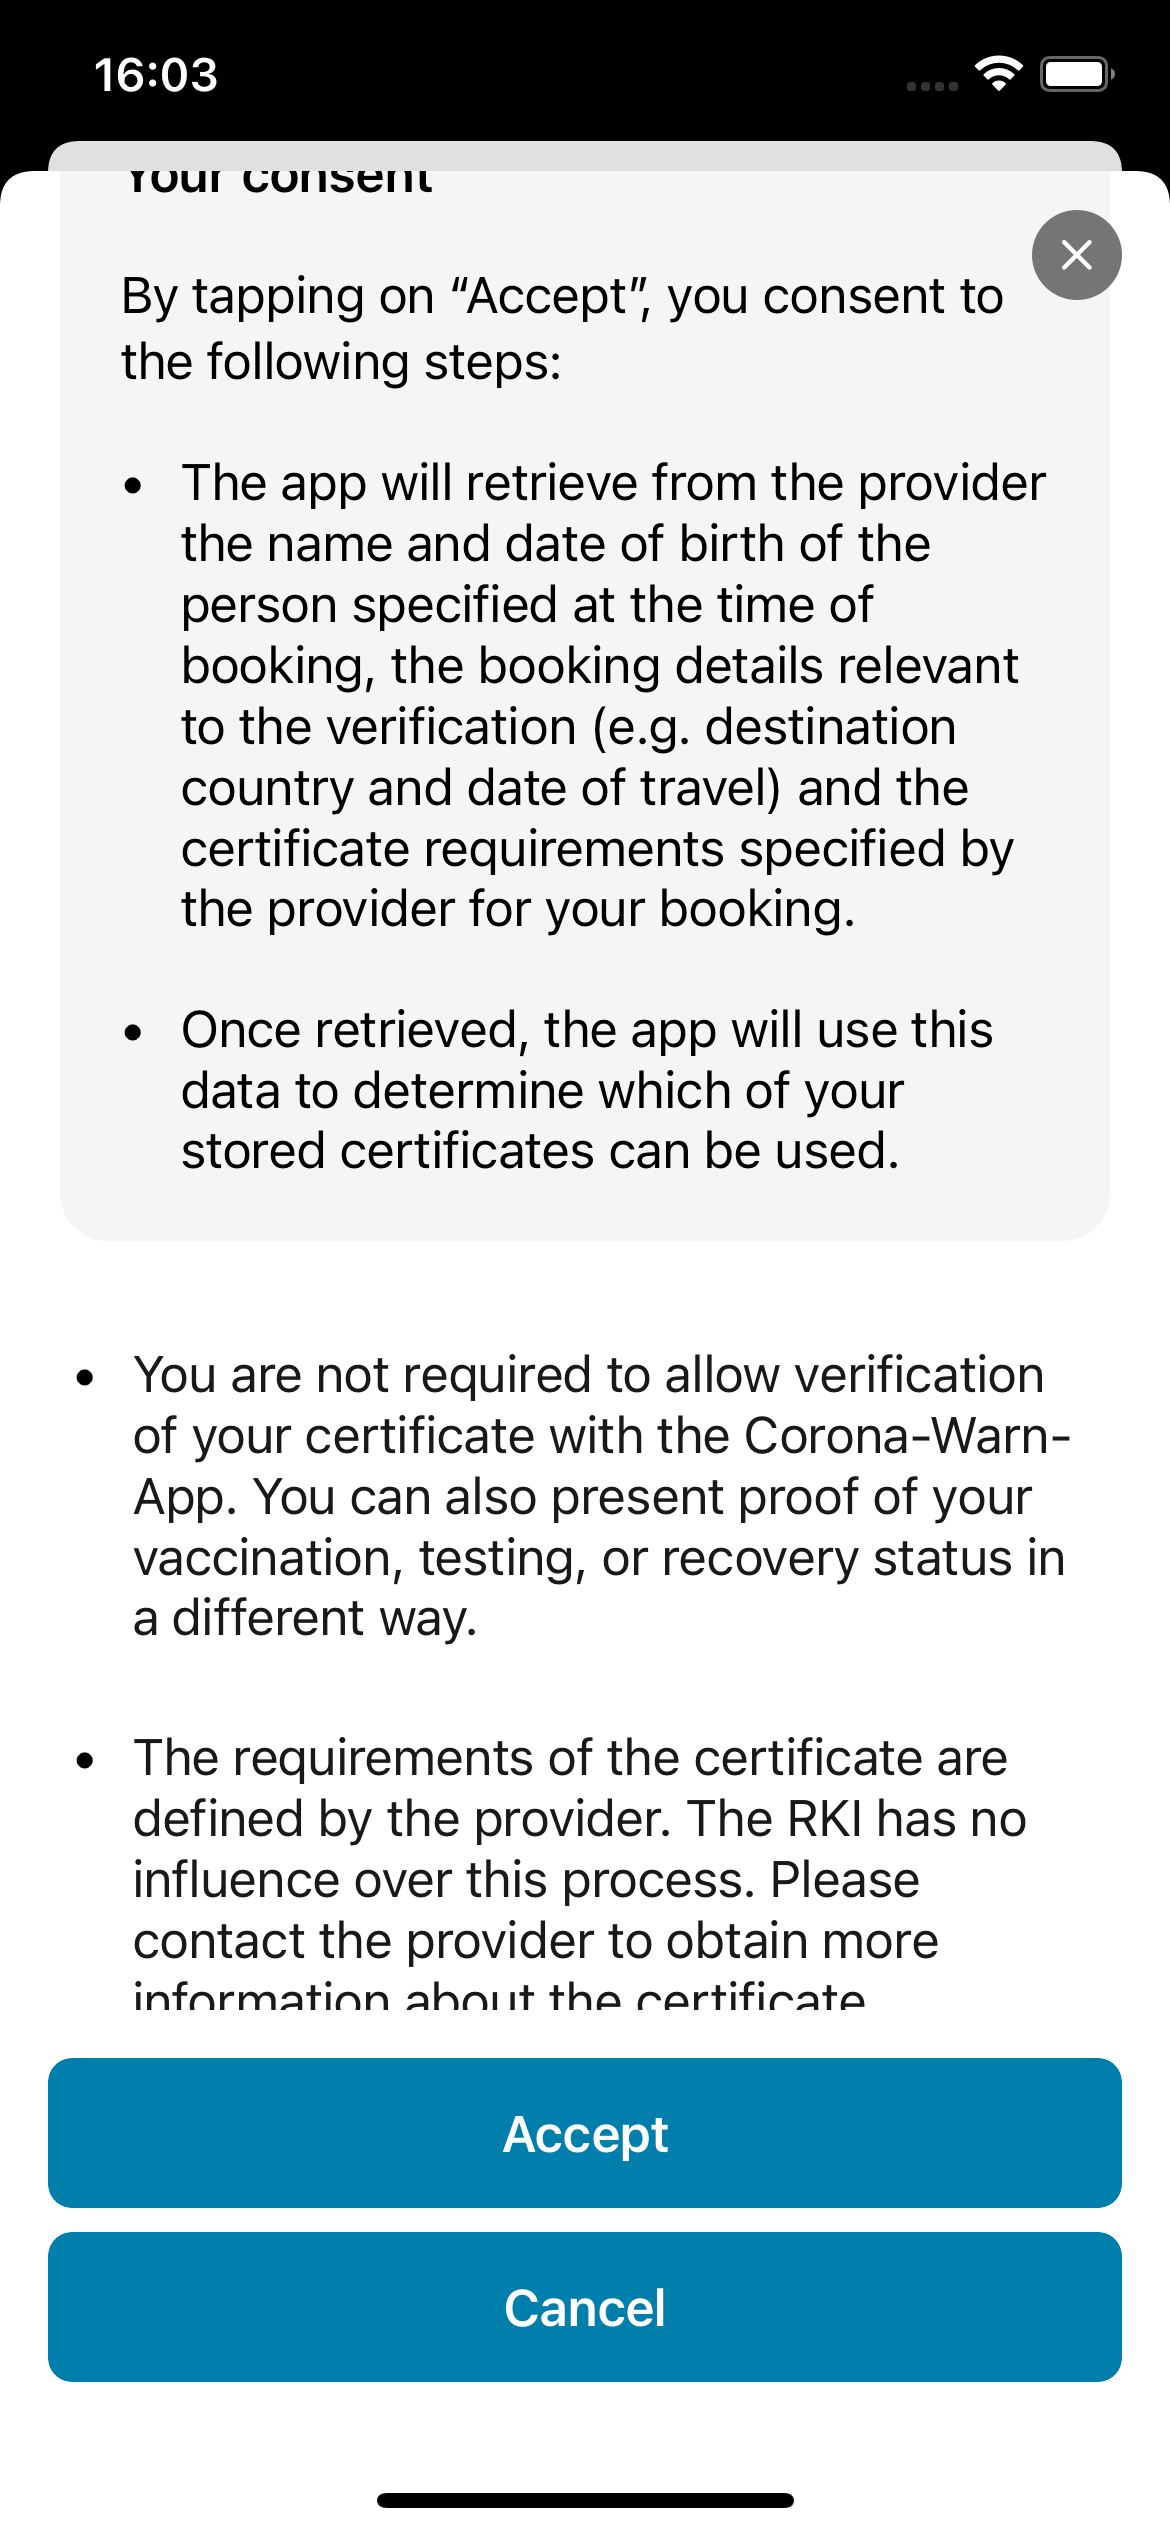 16:03
Your consent
By tapping on “Accept”, you consent to
the following steps:
• The app will retrieve from the provider
the name and date of birth of the
person specified at the time of
booking, the booking details relevant
to the verification (e.g. destination
country and date of travel) and the
certificate requirements specified by
the provider for your booking.
• Once retrieved, the app will use this
data to determine which of your
stored certificates can be used.
• You are not required to allow verification
of your certificate with the Corona-Warn-
App. You can also present proof of your
vaccination, testing, or recovery status in
a different way.
• The requirements of the certificate are
defined by the provider. The RKI has no
influence over this process. Please
contact the provider to obtain more
information about the certificate
Accept
Cancel